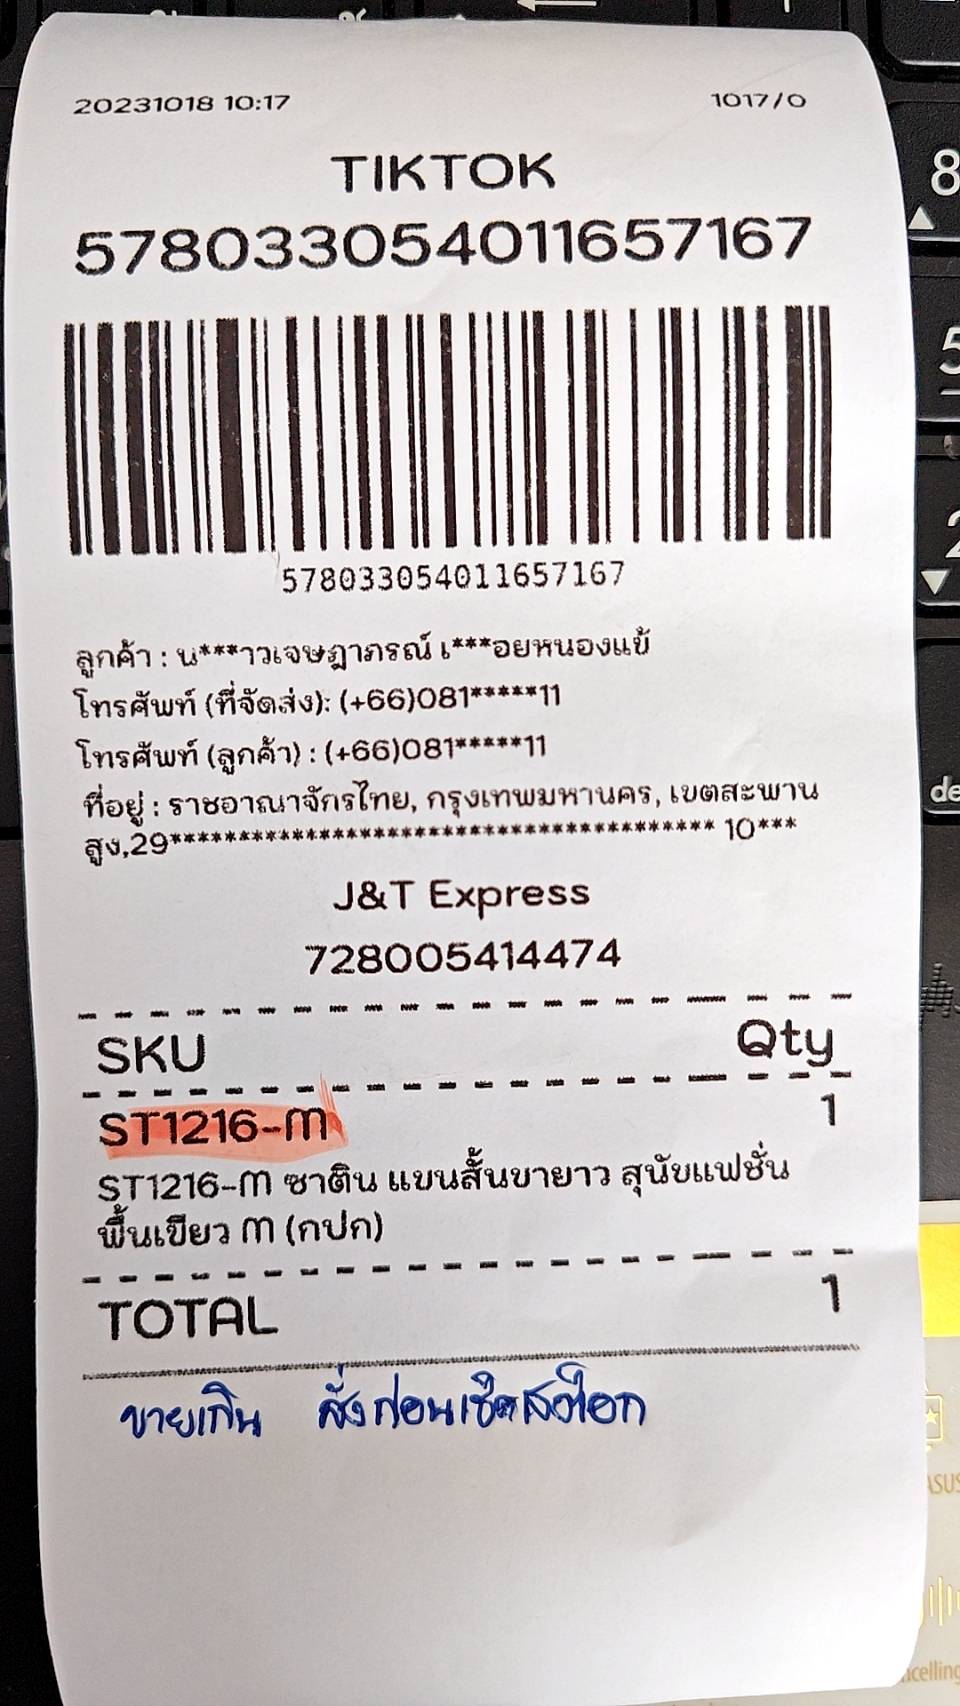 20231018 10:17 1017/0
TIKTOK
578033054011657167
578033054011657167
ลูกค้า : น***าวเจษฎาภรณ์ เ***อยหนองแข้
โทรศัพท์ (ที่จัดส่ง): (+66)081*****11
โทรศัพท์ (ลูกค้า) : (+66)081*****11
ที่อยู่ : ราชอาณาจักรไทย, กรุงเทพมหานคร, เขตสะพาน
สูง,29**************************************** 10***
J&T Express
728005414474
SKU Qty
ST1216-M 1
ST1216-M ซาติน แขนสั้นขายาว สุนัขแฟชั่น
พื้นเขียว M (กปก)
TOTAL 1
ขายเกิน สั่งก่อนเช็คสต๊อก
8
5
2
de
ASUS
ncelling